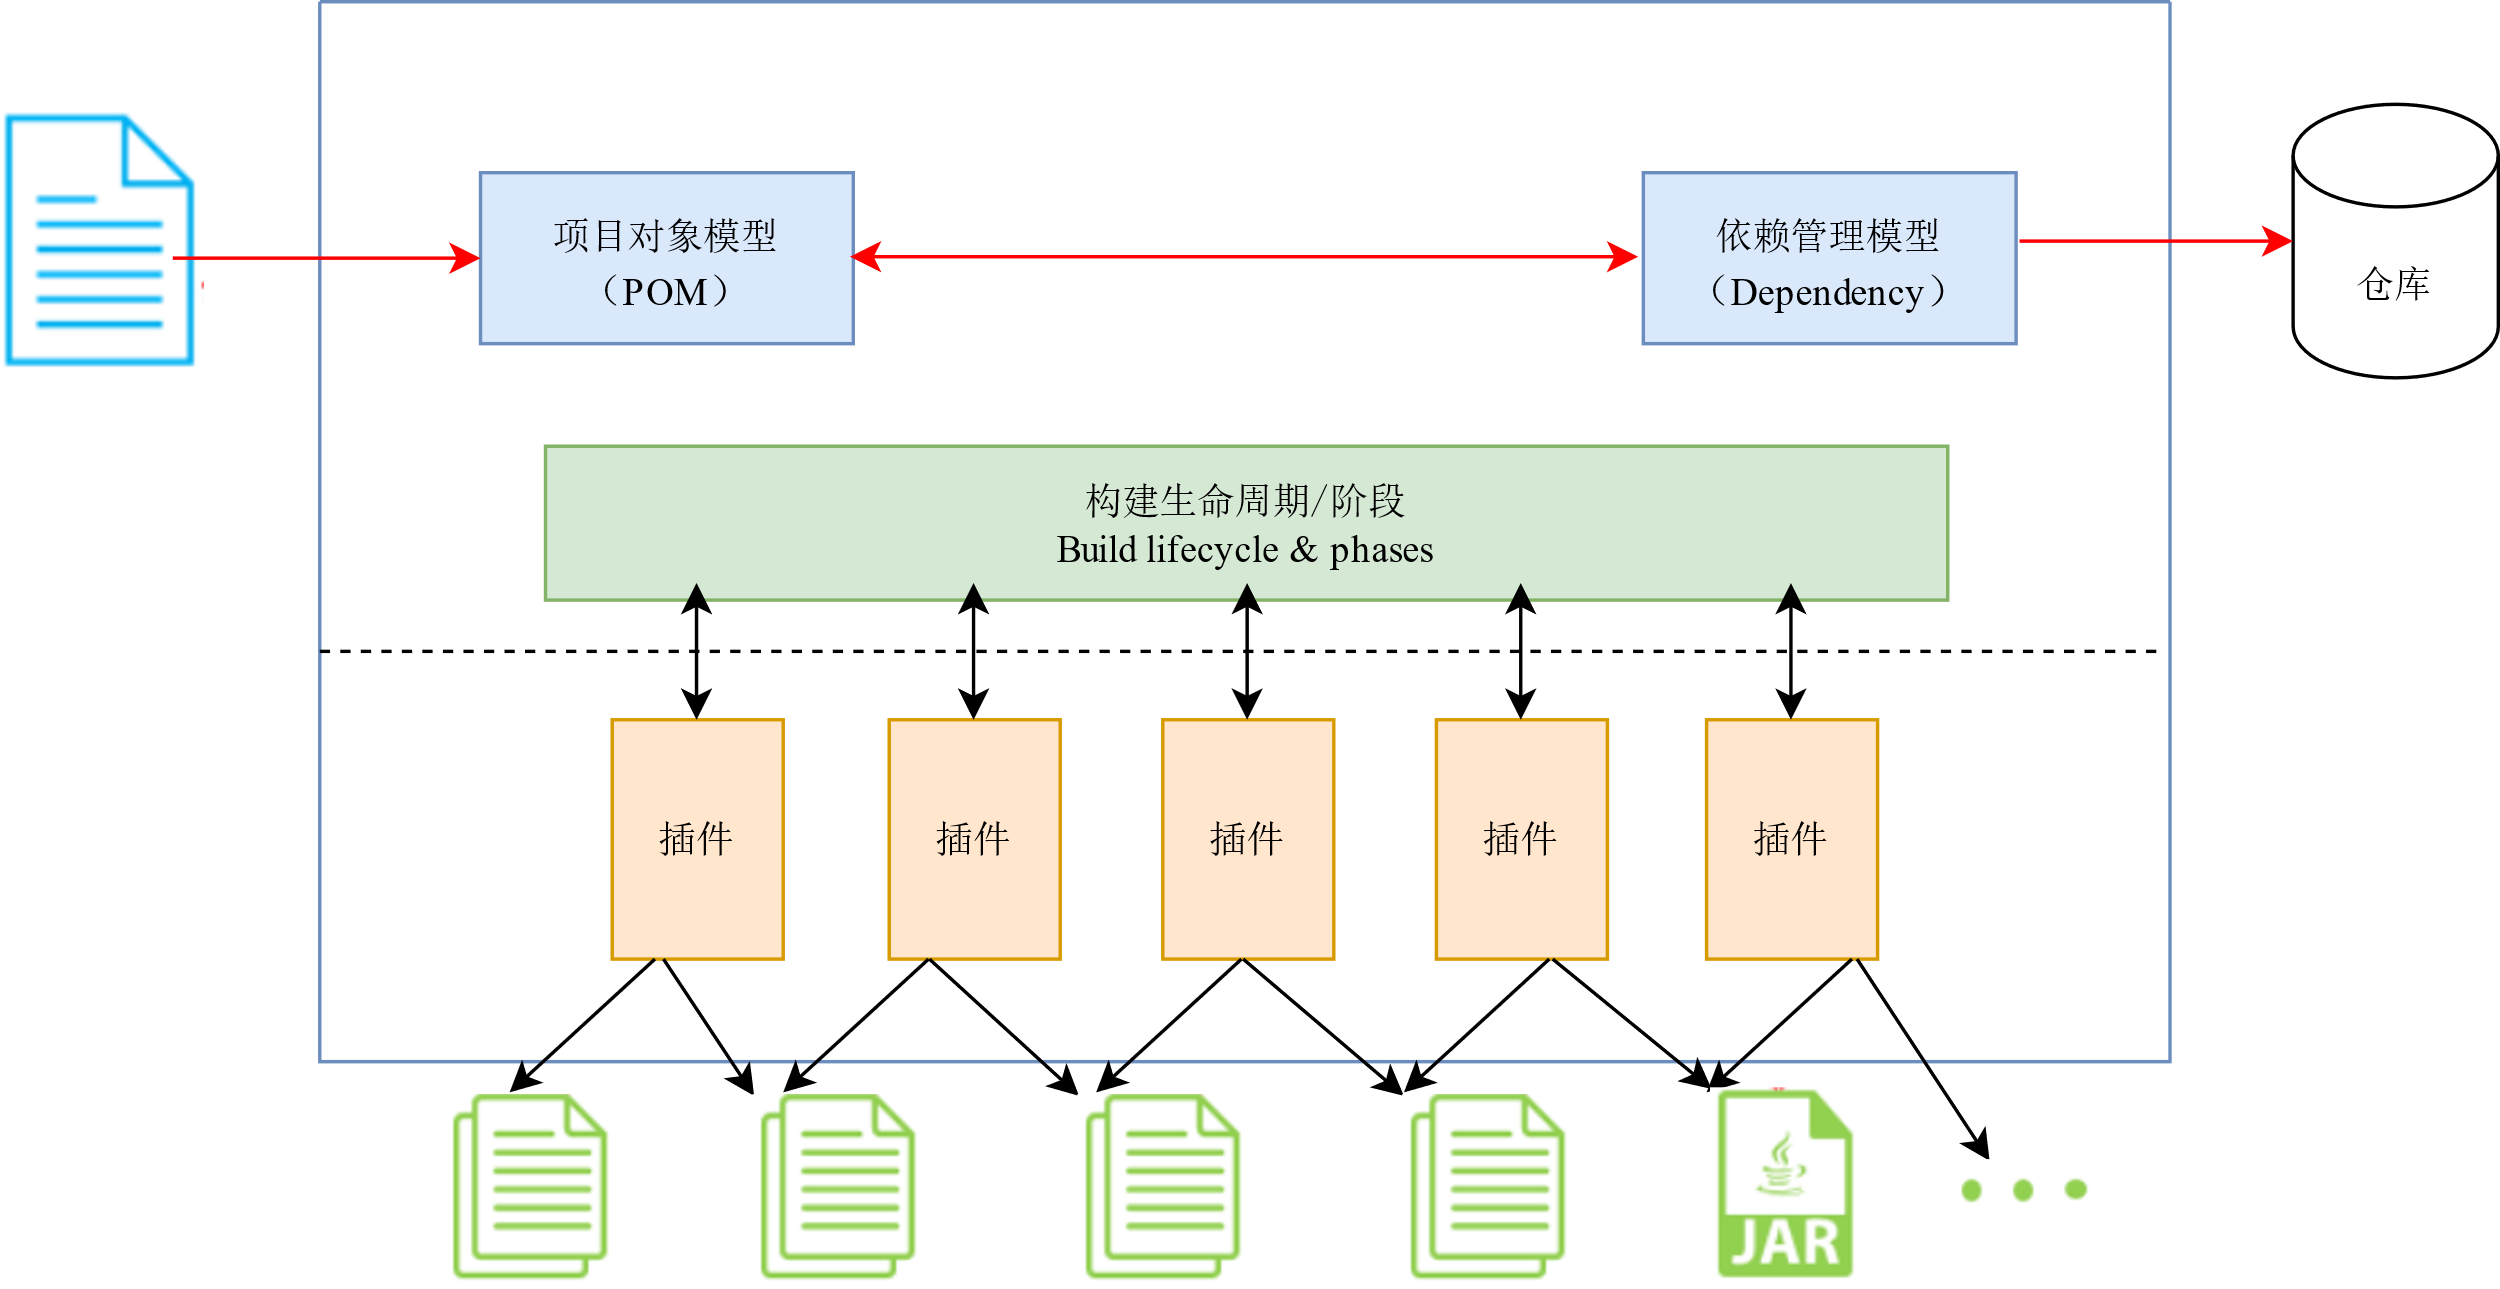 项目对象模型
（POM）
依赖管理模型
（Dependency）
仓库
构建生命周期/阶段
Build lifecycle & phases
插件
插件
插件
插件
插件
JAR